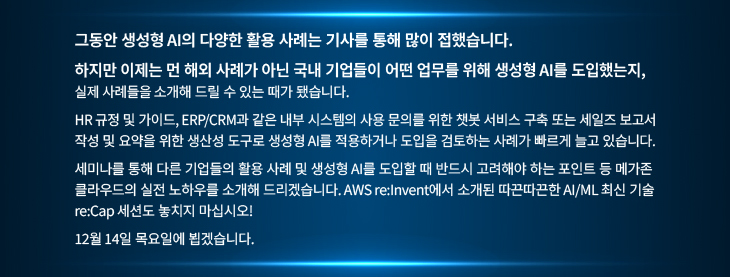 그동안 생성형 AI의 다양한 활용 사례는 기사를 통해 많이 접했습니다.
하지만 이제는 먼 해외 사례가 아닌 국내 기업들이 어떤 업무를 위해 생성형 AI를 도입했는지,
실제 사례들을 소개해 드릴 수 있는 때가 됐습니다.
HR 규정 및 가이드, ERP/CRM과 같은 내부 시스템의 사용 문의를 위한 챗봇 서비스 구축 또는 세일즈 보고서
작성 및 요약을 위한 생산성 도구로 생성형 AI를 적용하거나 도입을 검토하는 사례가 빠르게 늘고 있습니다.
세미나를 통해 다른 기업들의 활용 사례 및 생성형 AI를 도입할 때 반드시 고려해야 하는 포인트 등 메가존
클라우드의 실전 노하우를 소개해 드리겠습니다. AWS re:Invent에서 소개된 따끈따끈한 AI/ML 최신 기술
re:Cap 세션도 놓치지 마십시오!
12월 14일 목요일에 뵙겠습니다.